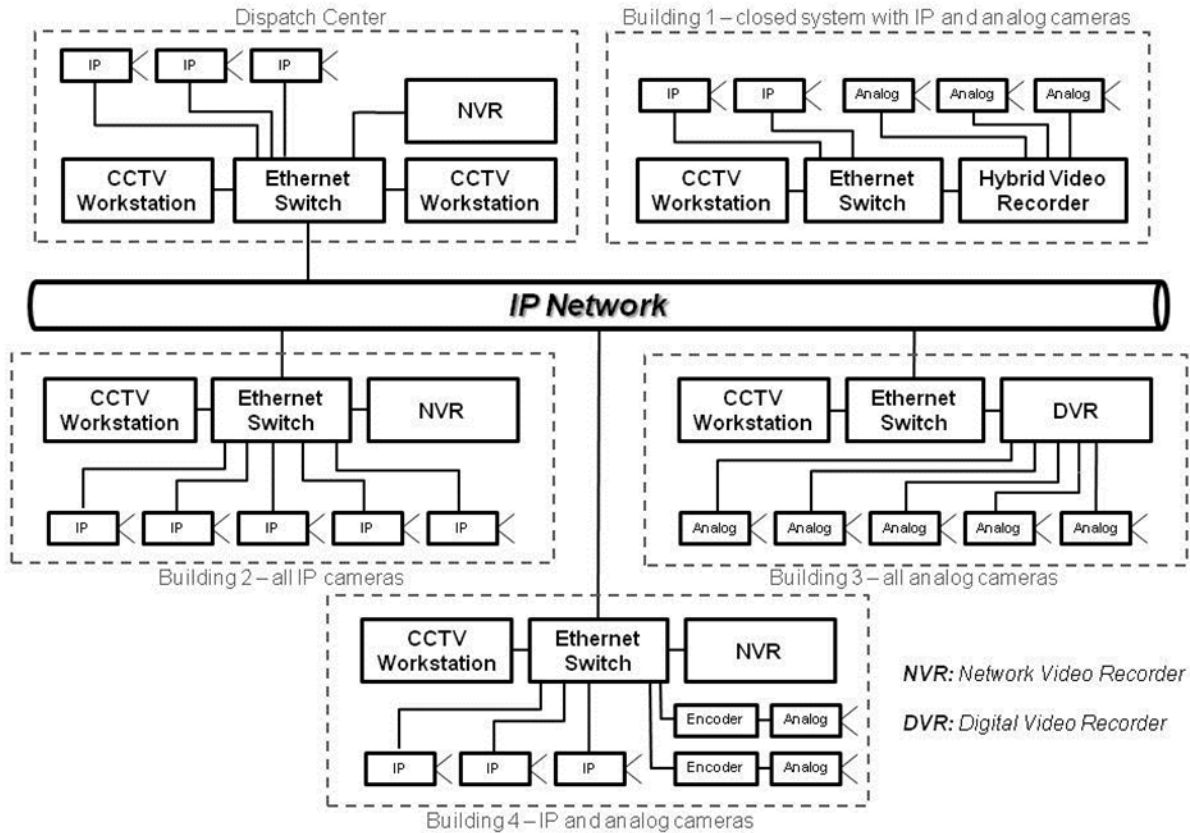 Dispatch Center
IP
IP
IP
NVR
CCTV
Workstation
Ethernet
Switch
CCTV
Workstation
Building 1 – closed system with IP and analog cameras
IP
IP
Analog
Analog
Analog
CCTV
Workstation
Ethernet
Switch
Hybrid Video
Recorder
IP Network
CCTV
Workstation
Ethernet
Switch
NVR
IP
IP
IP
IP
IP
Building 2 – all IP cameras
CCTV
Workstation
Ethernet
Switch
DVR
Analog
Analog
Analog
Analog
Analog
Building 3 – all analog cameras
CCTV
Workstation
Ethernet
Switch
NVR
Encoder
Analog
IP
IP
IP
Encoder
Analog
Building 4 – IP and analog cameras
NVR: Network Video Recorder
DVR: Digital Video Recorder